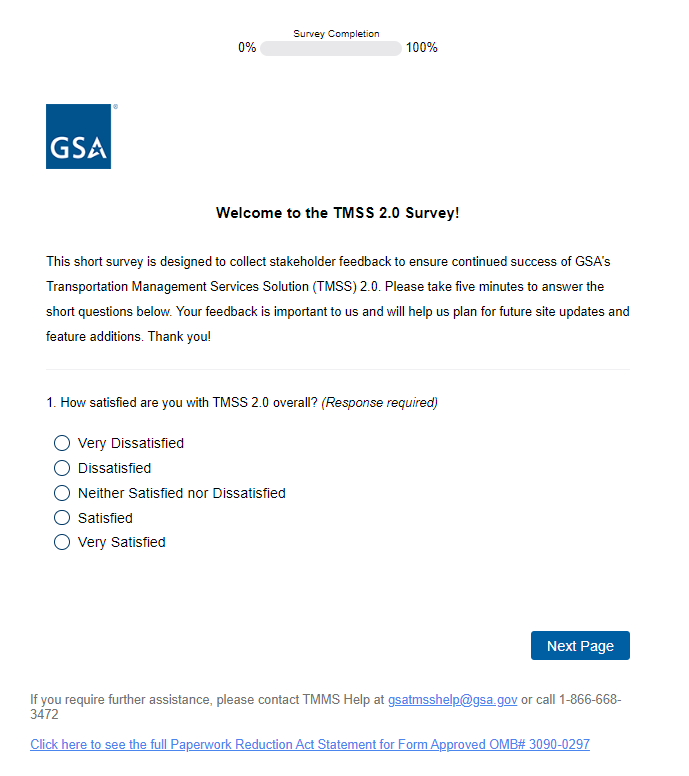 Survey Completion
0% 100%
GSA
®
Welcome to the TMSS 2.0 Survey!
This short survey is designed to collect stakeholder feedback to ensure continued success of GSA's
Transportation Management Services Solution (TMSS) 2.0. Please take five minutes to answer the
short questions below. Your feedback is important to us and will help us plan for future site updates and
feature additions. Thank you!
1. How satisfied are you with TMSS 2.0 overall? (Response required)
Very Dissatisfied
Dissatisfied
Neither Satisfied nor Dissatisfied
Satisfied
Very Satisfied
Next Page
If you require further assistance, please contact TMMS Help at gsatmsshelp@gsa.gov or call 1-866-668-
3472
Click here to see the full Paperwork Reduction Act Statement for Form Approved OMB# 3090-0297